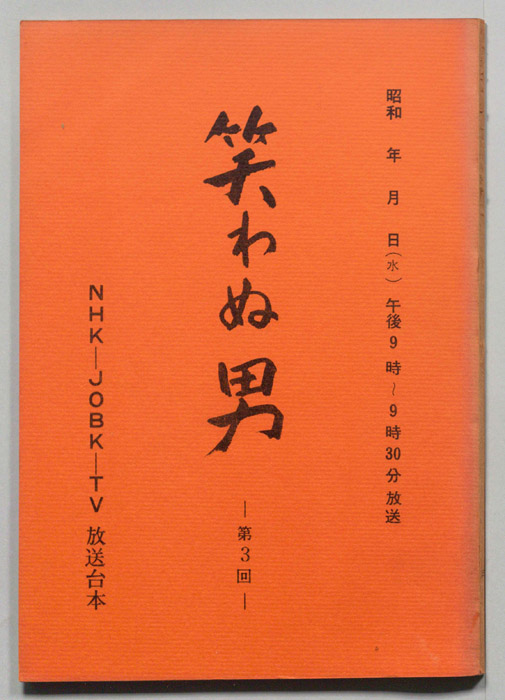 昭和　年　月　日(水)　午後9時～9時30分放送
笑わぬ男
―第3回―
NHK―JOBK―TV 放送台本